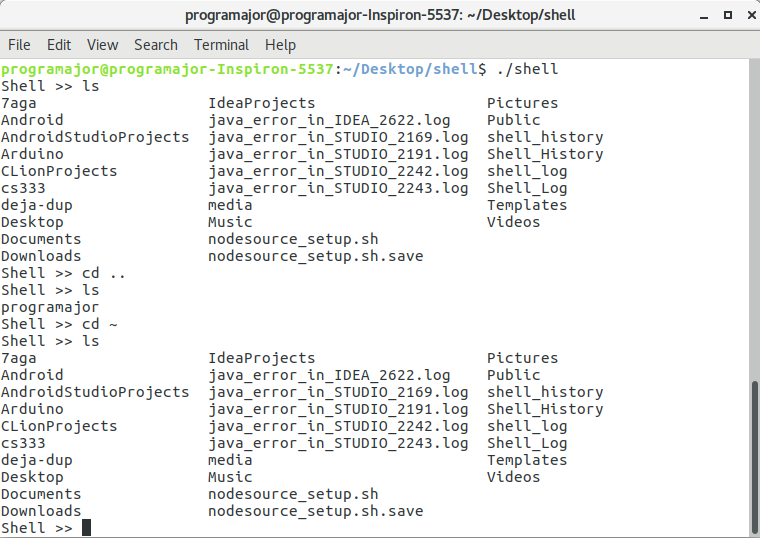 programajor@programajor-Inspiron-5537: ~/Desktop/shell
File Edit View Search Terminal Help
programajor@programajor-Inspiron-5537:~/Desktop/shell$ ./shell
Shell >> ls
7aga IdeaProjects Pictures
Android java_error_in_IDEA_2622.log Public
AndroidStudioProjects java_error_in_STUDIO_2169.log shell_history
Arduino java_error_in_STUDIO_2191.log Shell_History
CLionProjects java_error_in_STUDIO_2242.log shell_log
cs333 java_error_in_STUDIO_2243.log Shell_Log
deja-dup media Templates
Desktop Music Videos
Documents nodesource_setup.sh
Downloads nodesource_setup.sh.save
Shell >> cd ..
Shell >> ls
programajor
Shell >> cd ~
Shell >> ls
7aga IdeaProjects Pictures
Android java_error_in_IDEA_2622.log Public
AndroidStudioProjects java_error_in_STUDIO_2169.log shell_history
Arduino java_error_in_STUDIO_2191.log Shell_History
CLionProjects java_error_in_STUDIO_2242.log shell_log
cs333 java_error_in_STUDIO_2243.log Shell_Log
deja-dup media Templates
Desktop Music Videos
Documents nodesource_setup.sh
Downloads nodesource_setup.sh.save
Shell >>